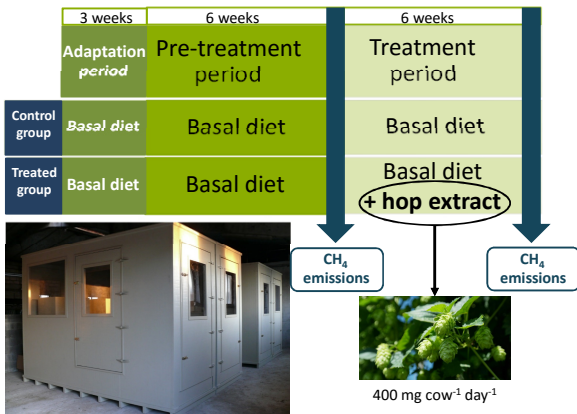 3 weeks 6 weeks 6 weeks
Adaptation period Pre-treatment period Treatment period
Control group Basal diet Basal diet Basal diet
Treated group Basal diet Basal diet Basal diet
+ hop extract
CH₄ emissions CH₄ emissions
400 mg cow⁻¹ day⁻¹